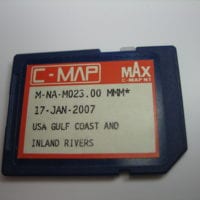 C-MAP MAX
C-MAP NT
M-NA-M023.00 MMM*
17-JAN-2007
USA GULF COAST AND
INLAND RIVERS